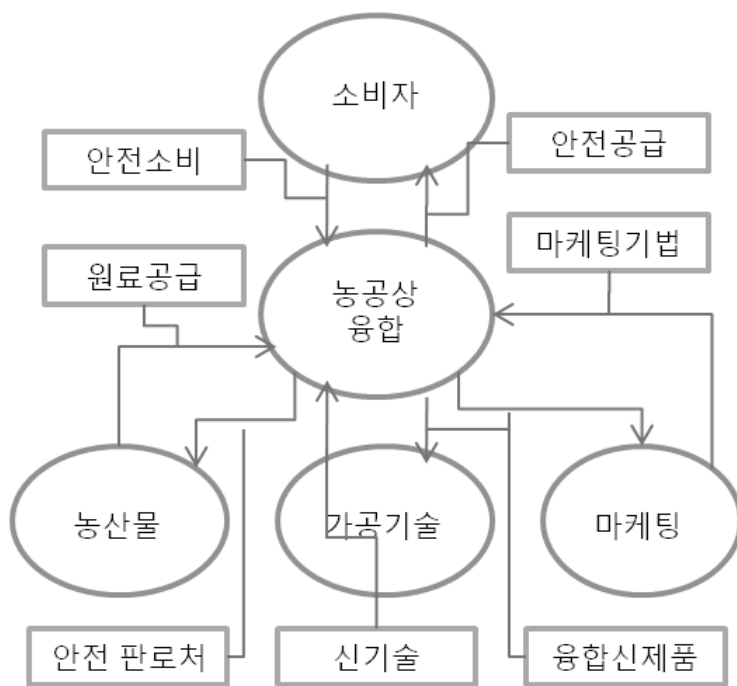 소비자
안전소비
안전공급
마케팅기법
원료공급
농공상
융합
농산물
가공기술
마케팅
안전 판로처
신기술
융합신제품